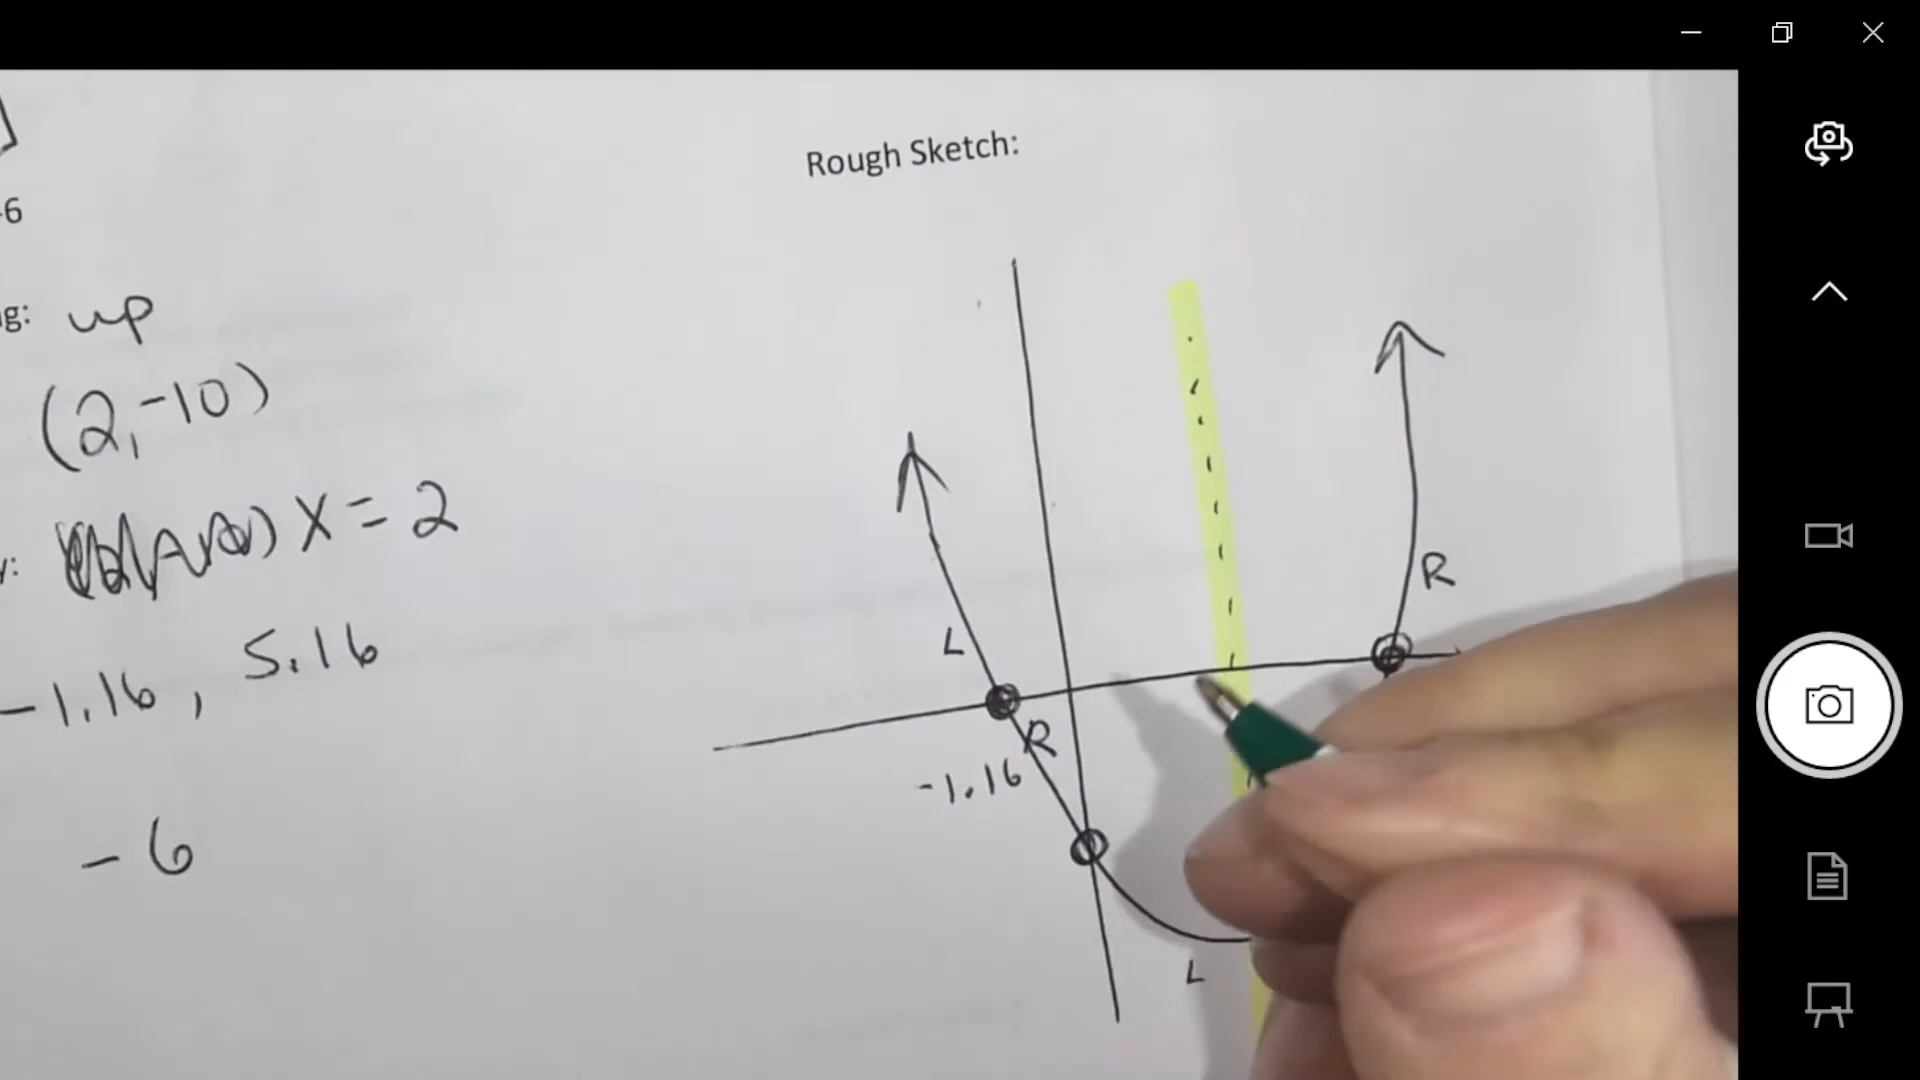 ]
-6
Rough Sketch:
g: up
(2,-10)
y: x = 2
-1.16, 5.16
-6
L
R
R
-1.16
L